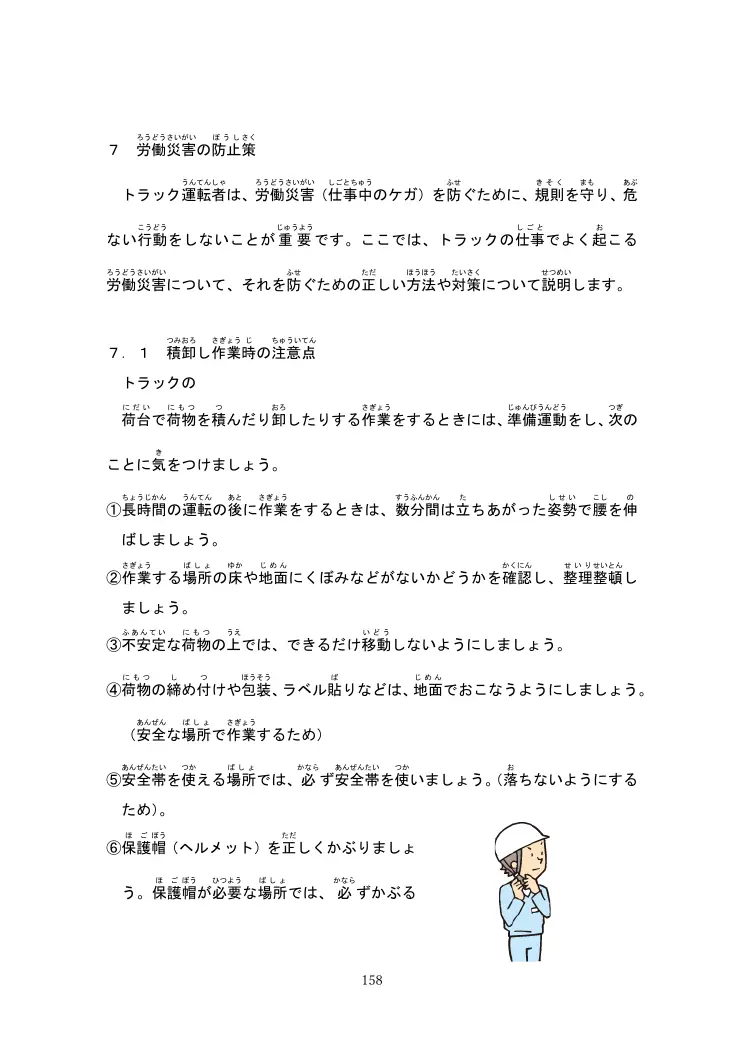 ７　労働災害の防止策
トラック運転者は、労働災害（仕事中のケガ）を防ぐために、規則を守り、危
ない行動をしないことが重要です。ここでは、トラックの仕事でよく起こる
労働災害について、それを防ぐための正しい方法や対策について説明します。
７．１　積卸し作業時の注意点
トラックの
荷台で荷物を積んだり卸したりする作業をするときには、準備運動をし、次の
ことに気をつけましょう。
①長時間の運転の後に作業をするときは、数分間は立ちあがった姿勢で腰を伸
ばしましょう。
②作業する場所の床や地面にくぼみなどがないかどうかを確認し、整理整頓し
ましょう。
③不安定な荷物の上では、できるだけ移動しないようにしましょう。
④荷物の締め付けや包装、ラベル貼りなどは、地面でおこなうようにしましょう。
（安全な場所で作業するため）
⑤安全帯を使える場所では、必ず安全帯を使いましょう。（落ちないようにする
ため）。
⑥保護帽（ヘルメット）を正しくかぶりましょ
う。保護帽が必要な場所では、必ずかぶる
158